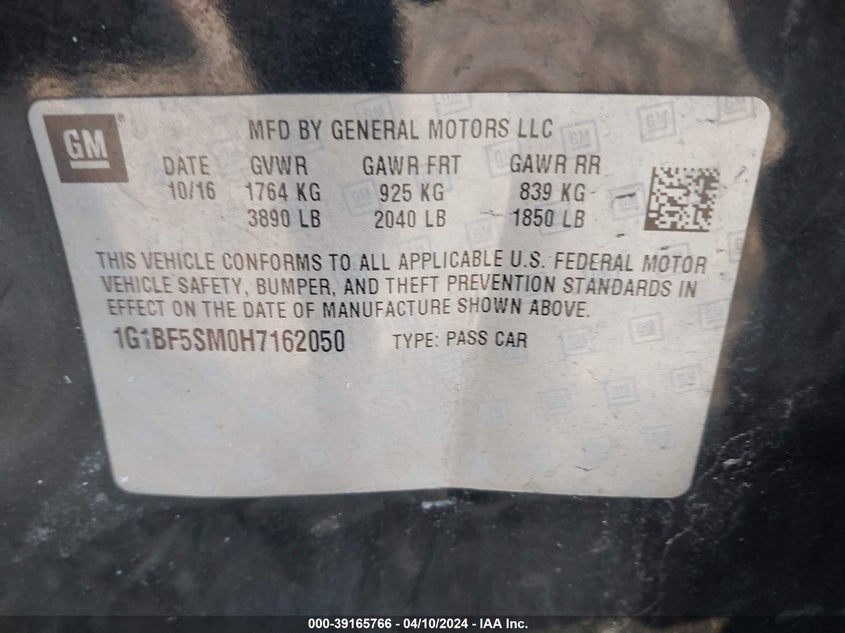 GM
MFD BY GENERAL MOTORS LLC
DATE GVWR GAWR FRT GAWR RR
10/16 1764 KG 925 KG 839 KG
3890 LB 2040 LB 1850 LB
THIS VEHICLE CONFORMS TO ALL APPLICABLE U.S. FEDERAL MOTOR
VEHICLE SAFETY, BUMPER, AND THEFT PREVENTION STANDARDS IN
EFFECT ON THE DATE OF MANUFACTURE SHOWN ABOVE.
1G1BF5SM0H7162050 TYPE: PASS CAR
000-39165766 - 04/10/2024 - IAA Inc.